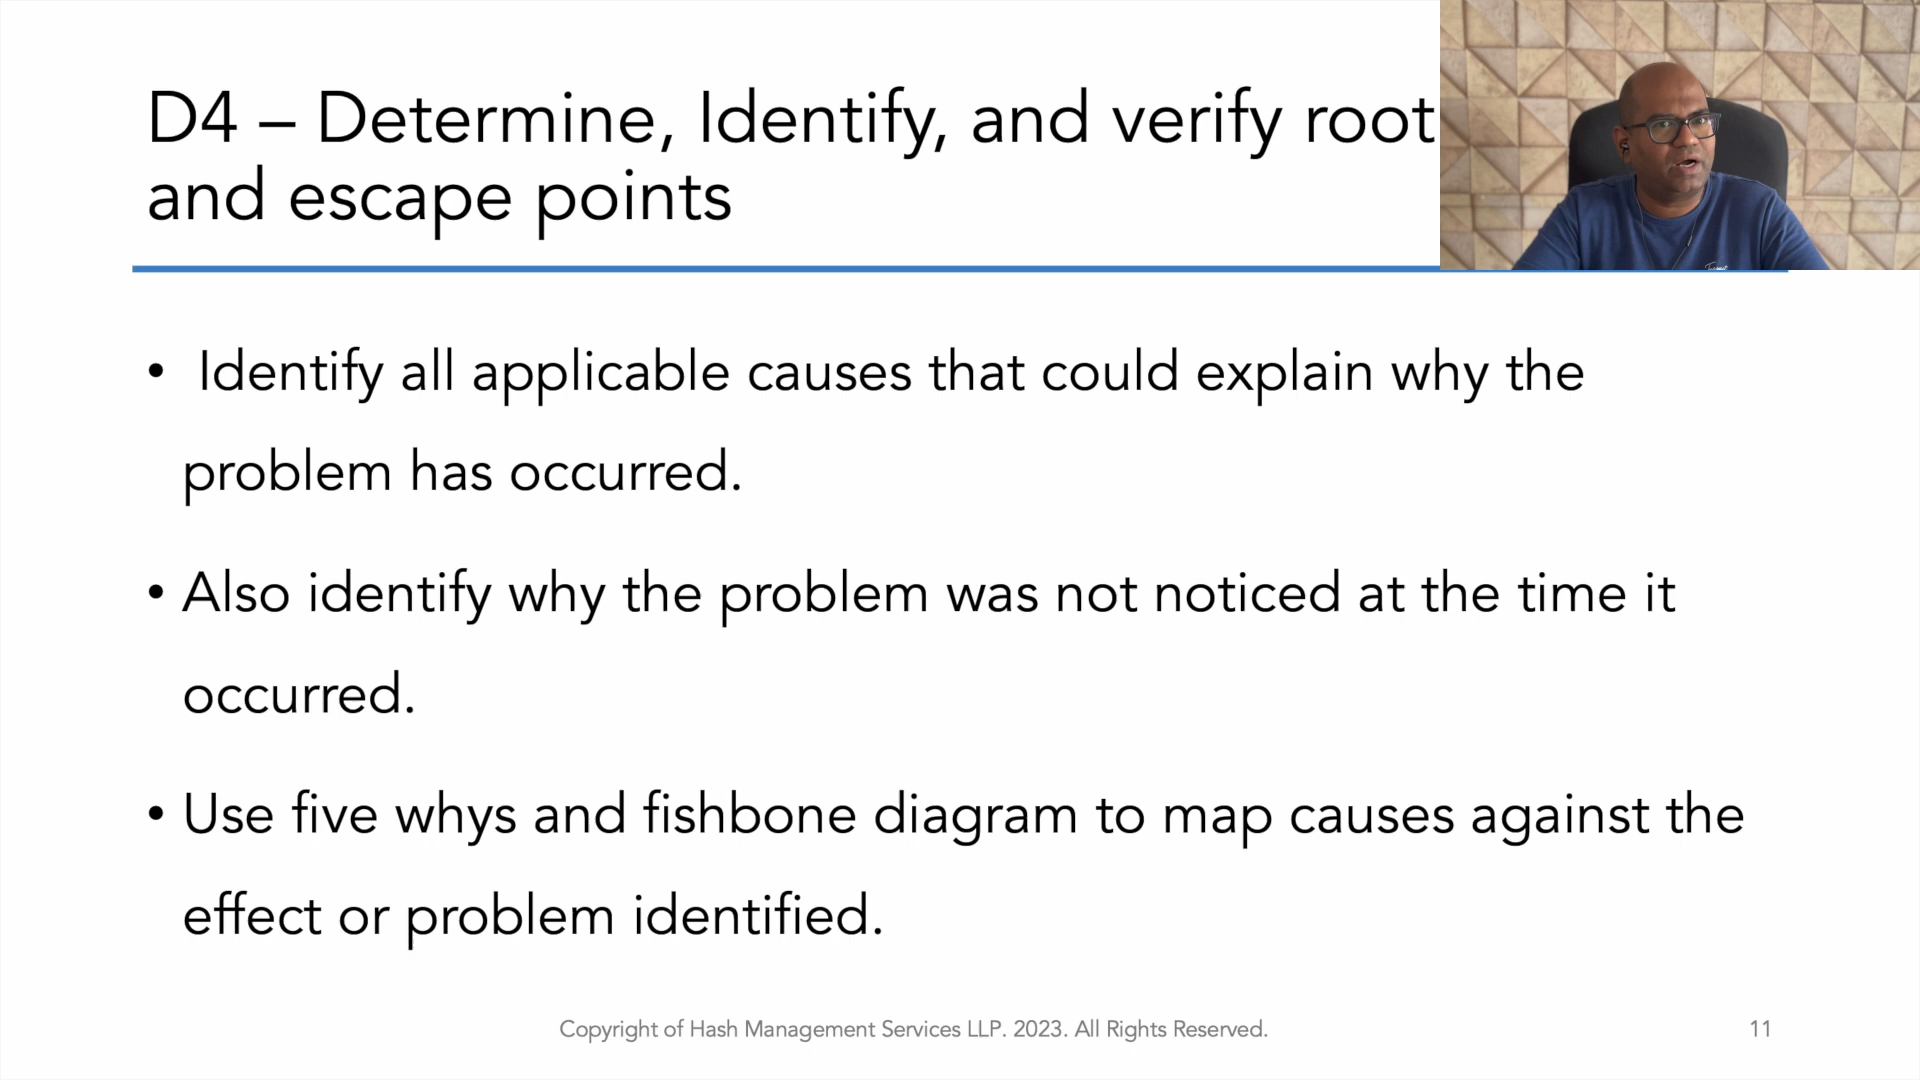 D4 – Determine, Identify, and verify root
and escape points
• Identify all applicable causes that could explain why the
problem has occurred.
• Also identify why the problem was not noticed at the time it
occurred.
• Use five whys and fishbone diagram to map causes against the
effect or problem identified.
Copyright of Hash Management Services LLP. 2023. All Rights Reserved.
11